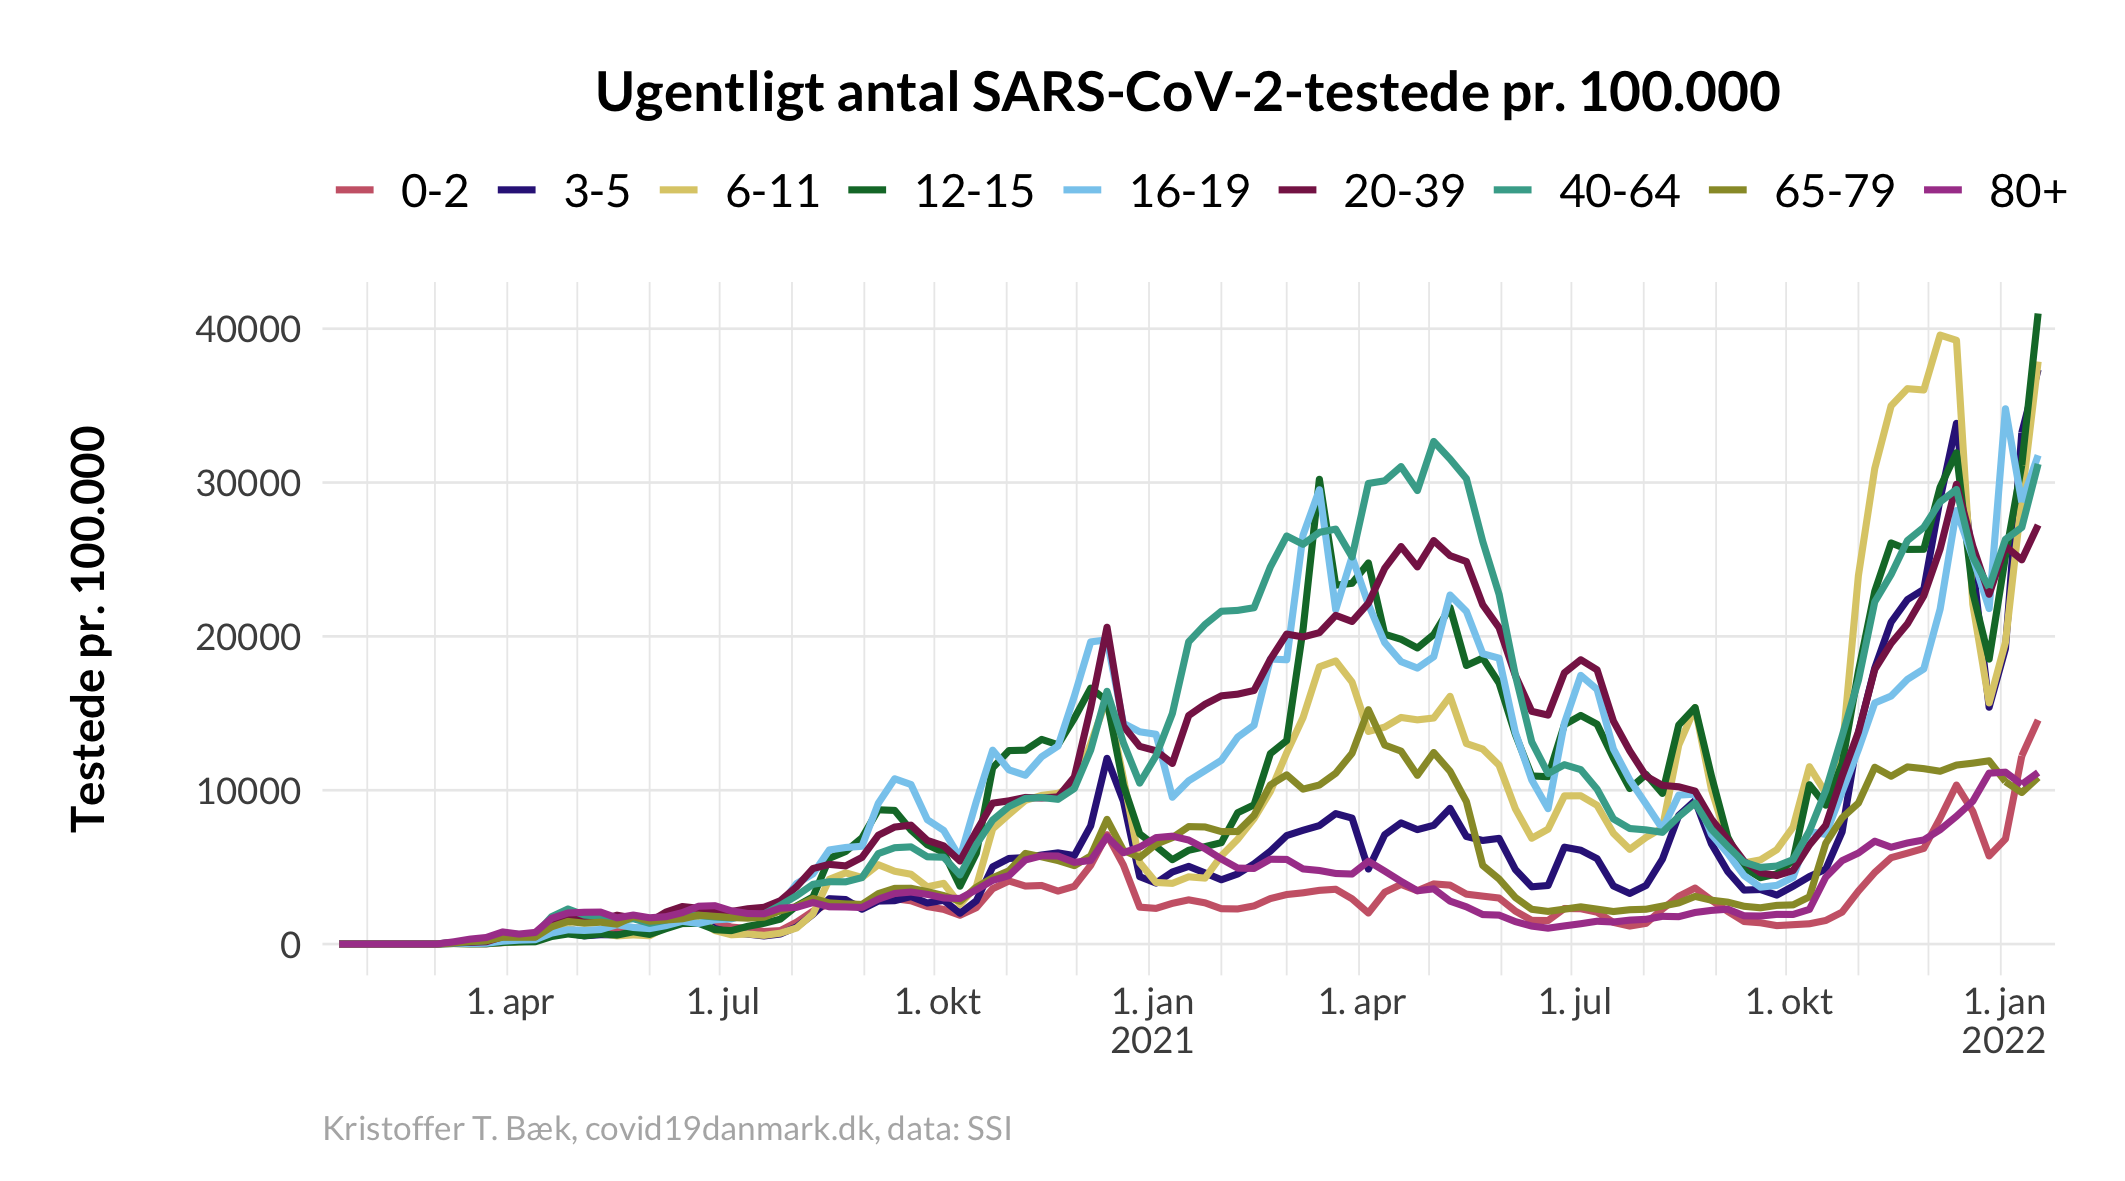 Ugentligt antal SARS-CoV-2-testede pr. 100.000
0-2 3-5 6-11 12-15 16-19 20-39 40-64 65-79 80+
Testede pr. 100.000
40000
30000
20000
10000
0
1. apr 1. jul 1. okt 1. jan 1. apr 1. jul 1. okt 1. jan
2021 2022
Kristoffer T. Bæk, covid19danmark.dk, data: SSI